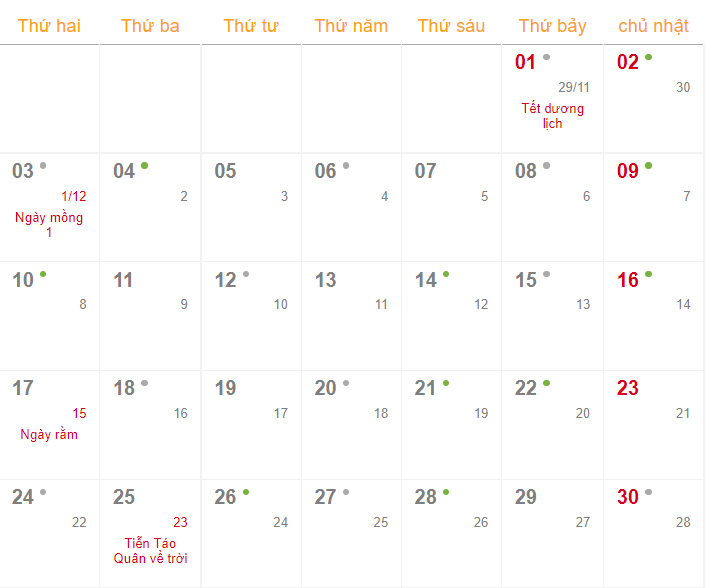 Thứ hai Thứ ba Thứ tư Thứ năm Thứ sáu Thứ bảy chủ nhật
01 02
29/11 30
Tết dương
lịch
03 04 05 06 07 08 09
1/12 2 3 4 5 6 7
Ngày mồng
1
10 11 12 13 14 15 16
8 9 10 11 12 13 14
17 18 19 20 21 22 23
15 16 17 18 19 20 21
Ngày rằm
24 25 26 27 28 29 30
22 23 24 25 26 27 28
Tiễn Táo
Quân về trời